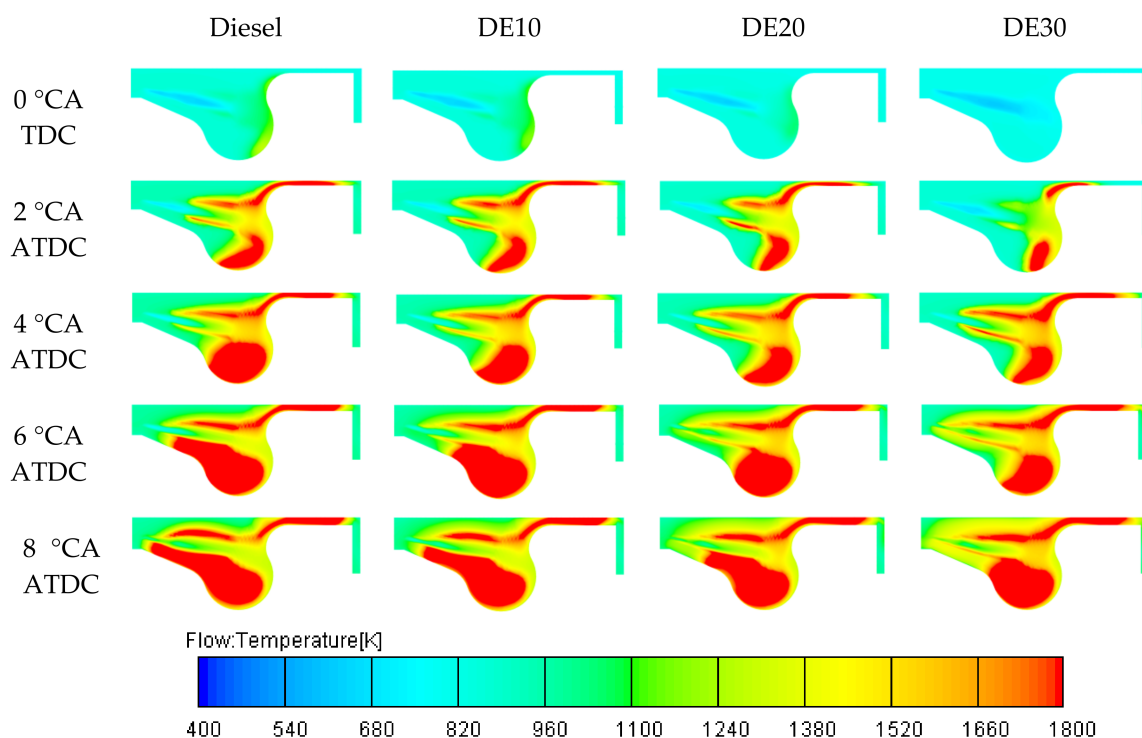 Diesel DE10 DE20 DE30
0 °CA
TDC
2 °CA
ATDC
4 °CA
ATDC
6 °CA
ATDC
8 °CA
ATDC
Flow:Temperature[K]
400 540 680 820 960 1100 1240 1380 1520 1660 1800